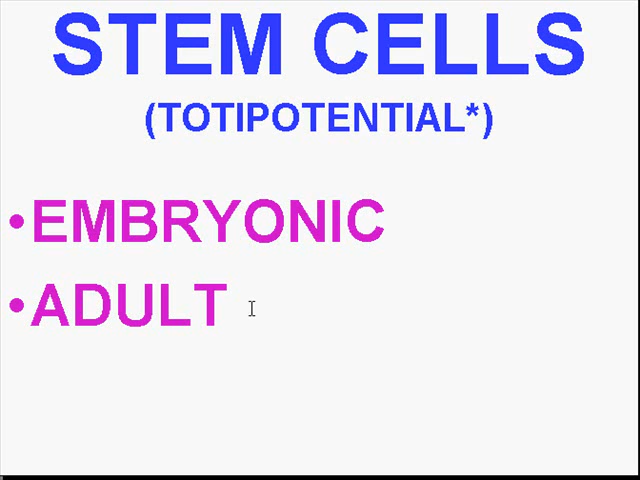 STEM CELLS
(TOTIPOTENTIAL*)
•EMBRYONIC
•ADULT